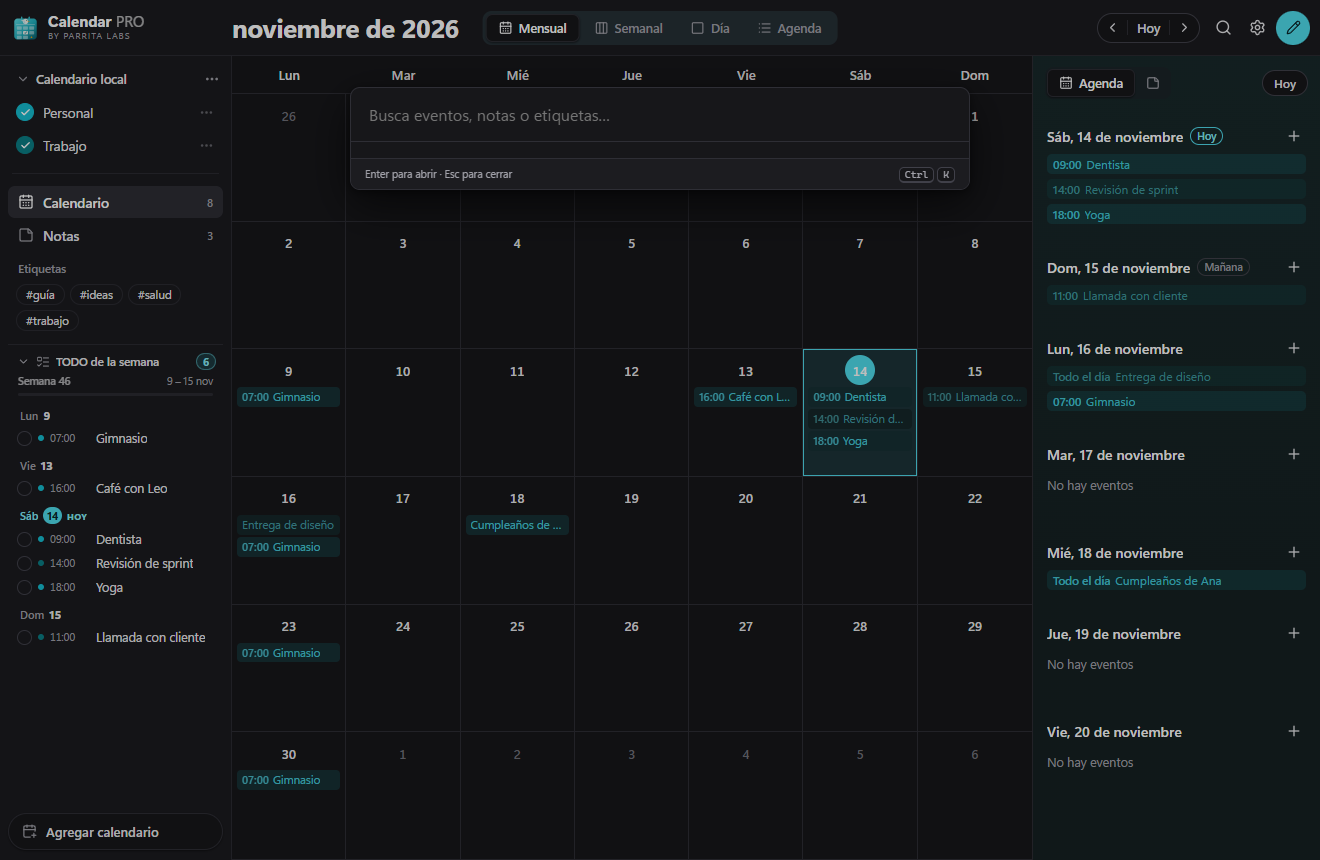 Calendar PRO
BY PARRITA LABS
noviembre de 2026
Mensual
Semanal
Día
Agenda
Hoy
Calendario local
Personal
Trabajo
Calendario 8
Notas 3
Etiquetas
#guía #ideas #salud
#trabajo
TODO de la semana 6
Semana 46 9 – 15 nov
Lun 9
07:00 Gimnasio
Vie 13
16:00 Café con Leo
Sáb 14 HOY
09:00 Dentista
14:00 Revisión de sprint
18:00 Yoga
Dom 15
11:00 Llamada con cliente
Agregar calendario
Lun Mar Mié Jue Vie Sáb Dom
26 1
Busca eventos, notas o etiquetas...
Enter para abrir · Esc para cerrar
Ctrl K
2 3 4 5 6 7 8
9 10 11 12 13 14 15
07:00 Gimnasio
16:00 Café con L...
09:00 Dentista
14:00 Revisión d...
18:00 Yoga
11:00 Llamada co...
16 17 18 19 20 21 22
Entrega de diseño
07:00 Gimnasio
Cumpleaños de ...
23 24 25 26 27 28 29
07:00 Gimnasio
30 1 2 3 4 5 6
07:00 Gimnasio
Agenda
Hoy
Sáb, 14 de noviembre Hoy
09:00 Dentista
14:00 Revisión de sprint
18:00 Yoga
Dom, 15 de noviembre Mañana
11:00 Llamada con cliente
Lun, 16 de noviembre
Todo el día Entrega de diseño
07:00 Gimnasio
Mar, 17 de noviembre
No hay eventos
Mié, 18 de noviembre
Todo el día Cumpleaños de Ana
Jue, 19 de noviembre
No hay eventos
Vie, 20 de noviembre
No hay eventos